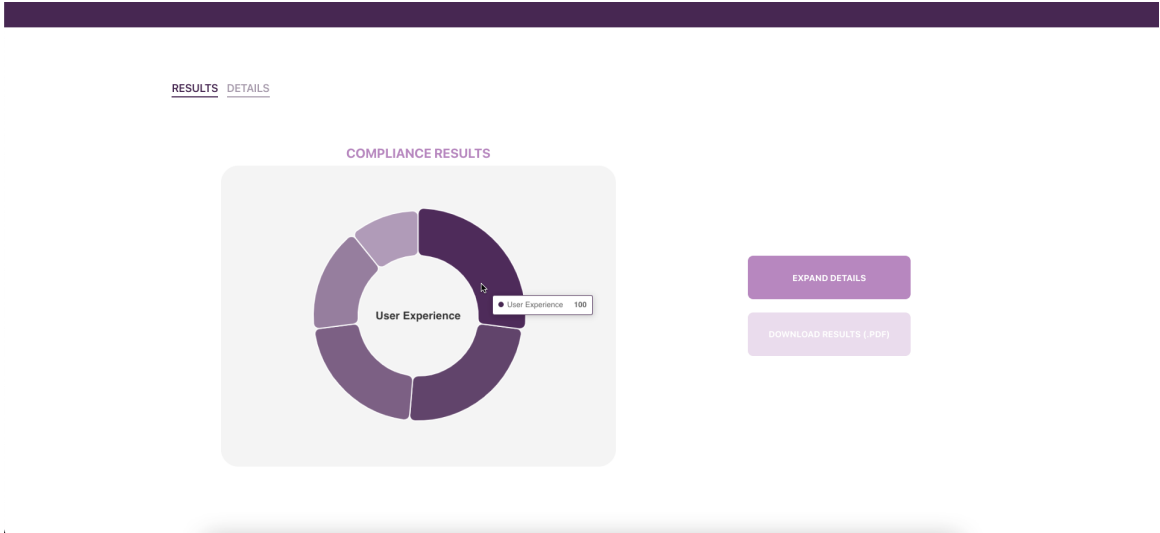 RESULTS DETAILS
COMPLIANCE RESULTS
User Experience
User Experience 100
EXPAND DETAILS
DOWNLOAD RESULTS (.PDF)